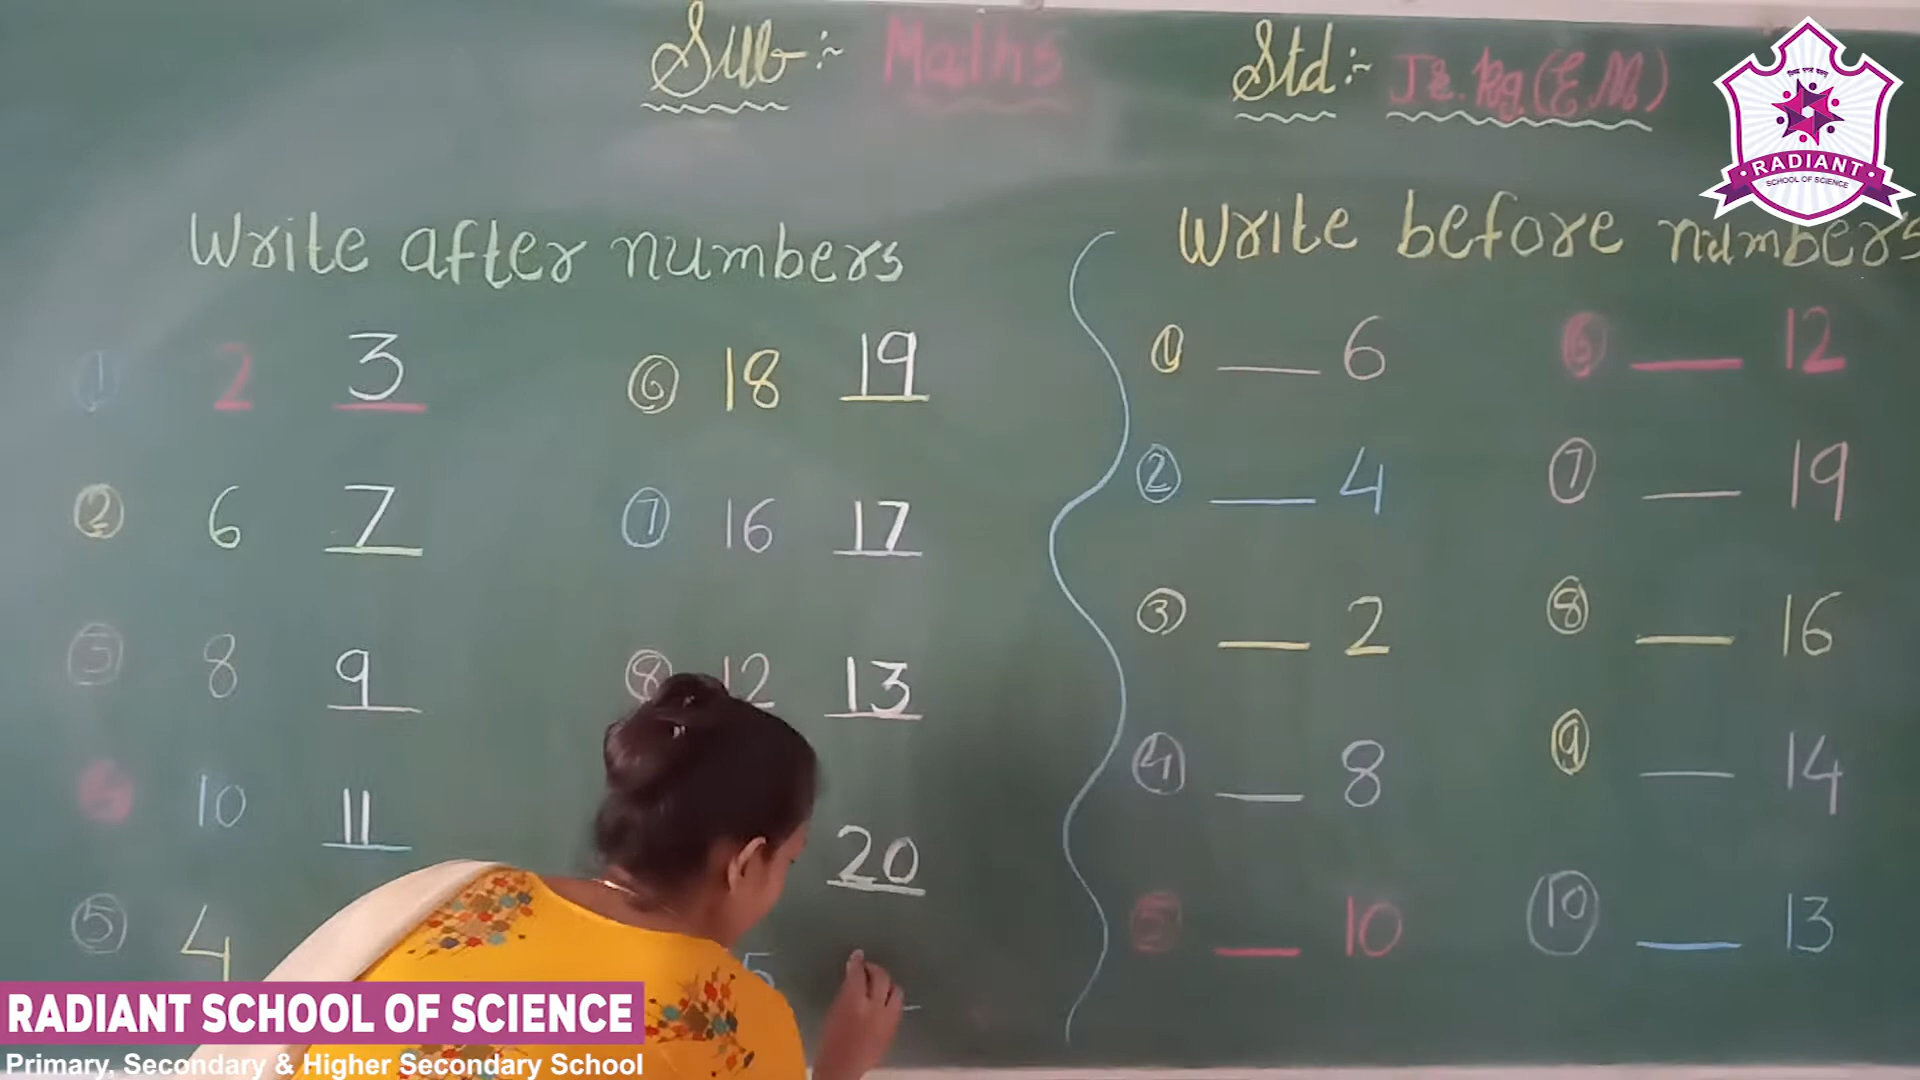 Sub:- Maths
Std:- Jr. Kg. (E.M)
RADIANT
SCHOOL OF SCIENCE
Write after numbers
① 2 3
② 6 7
③ 8 9
④ 10 11
⑤ 4
⑥ 18 19
⑦ 16 17
⑧ 12 13
20
5
Write before numbers
① __ 6
② __ 4
③ __ 2
④ __ 8
⑤ __ 10
⑥ __ 12
⑦ __ 19
⑧ __ 16
⑨ __ 14
⑩ __ 13
RADIANT SCHOOL OF SCIENCE
Primary, Secondary & Higher Secondary School